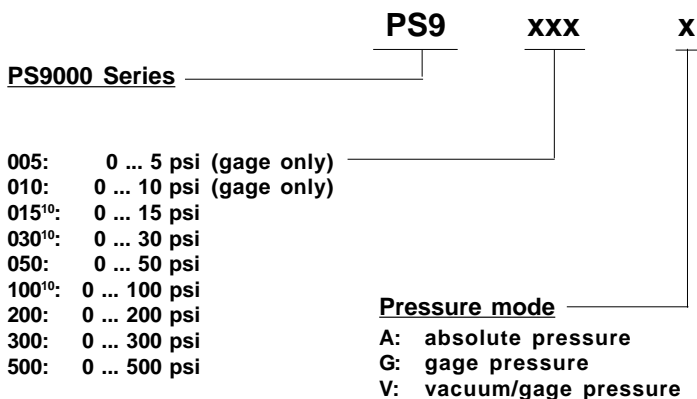 PS9 xxx x
PS9000 Series
005: 0 ... 5 psi (gage only)
010: 0 ... 10 psi (gage only)
015¹⁰: 0 ... 15 psi
030¹⁰: 0 ... 30 psi
050: 0 ... 50 psi
100¹⁰: 0 ... 100 psi
200: 0 ... 200 psi
300: 0 ... 300 psi
500: 0 ... 500 psi
Pressure mode
A: absolute pressure
G: gage pressure
V: vacuum/gage pressure